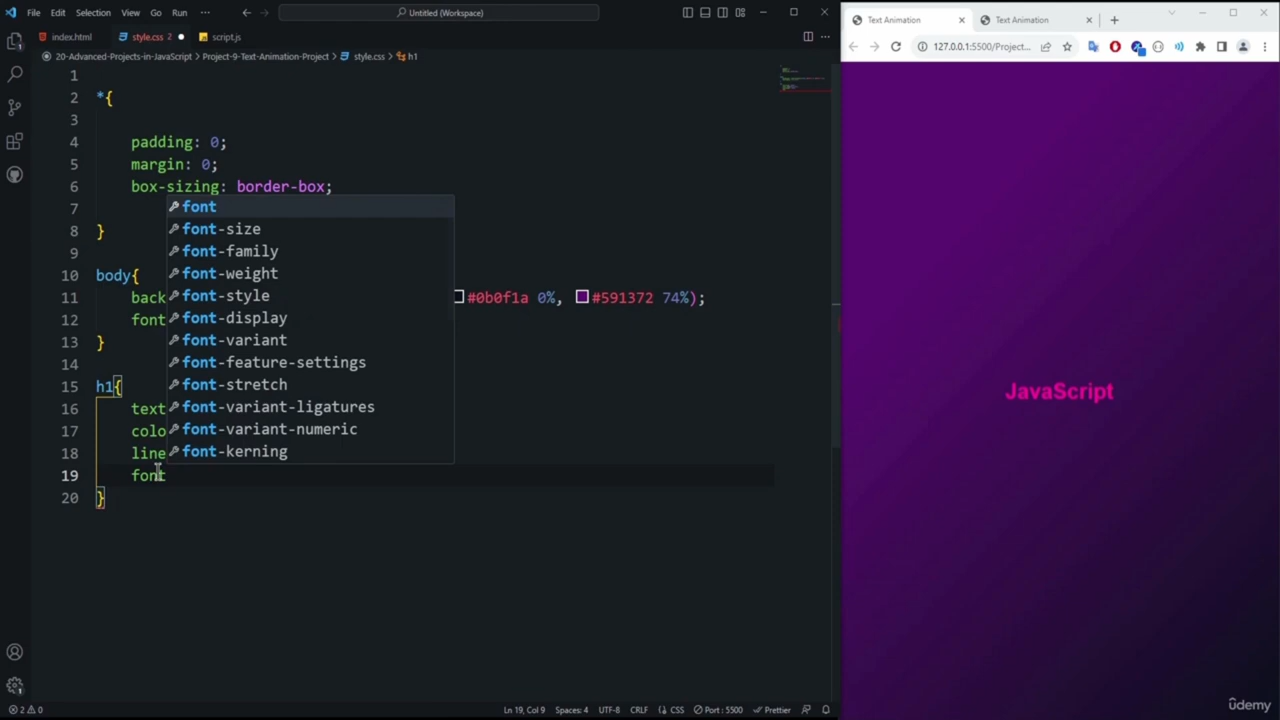 File Edit Selection View Go Run ··· Untitled (Workspace)
index.html style.css 2 script.js
20-Advanced-Projects-in-JavaScript > Project-9-Text-Animation-Project > style.css > h1
1
2 *{
3
4 padding: 0;
5 margin: 0;
6 box-sizing: border-box;
7
8 }
9
10 body{
11 back #0b0f1a 0%, #591372 74%);
12 font
13 }
14
15 h1{
16 text
17 colo
18 line
19 font
20 }
font
font-size
font-family
font-weight
font-style
font-display
font-variant
font-feature-settings
font-stretch
font-variant-ligatures
font-variant-numeric
font-kerning
2 0 Ln 19, Col 9 Spaces: 4 UTF-8 CRLF CSS Port : 5500 Prettier
Text Animation Text Animation
127.0.0.1:5500/Project...
JavaScript
ûdemy